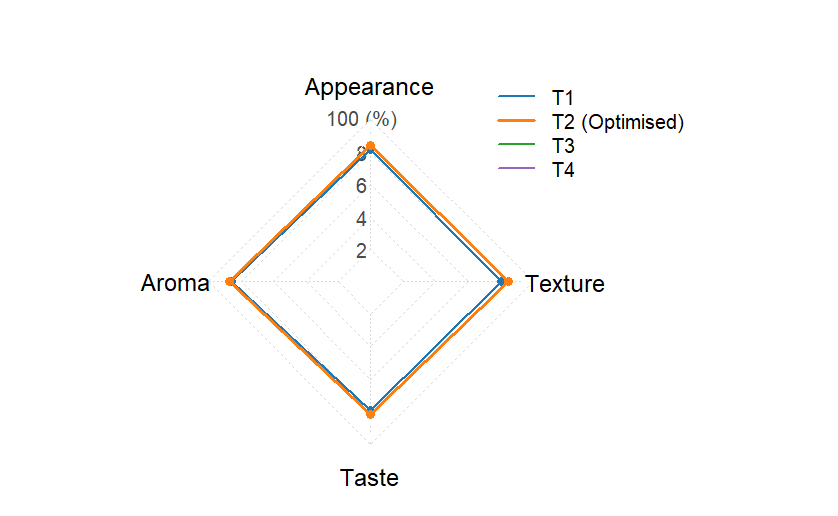 Appearance
100 (%)
8
6
4
2
Aroma
Texture
Taste
T1
T2 (Optimised)
T3
T4